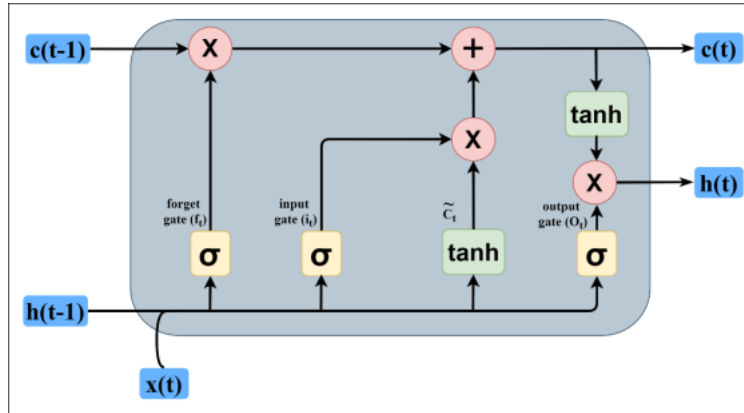 c(t-1)
X
+
c(t)
tanh
X
X
h(t)
forget
gate (fₜ)
input
gate (iₜ)
C̃ₜ
output
gate (Oₜ)
σ
σ
tanh
σ
h(t-1)
x(t)